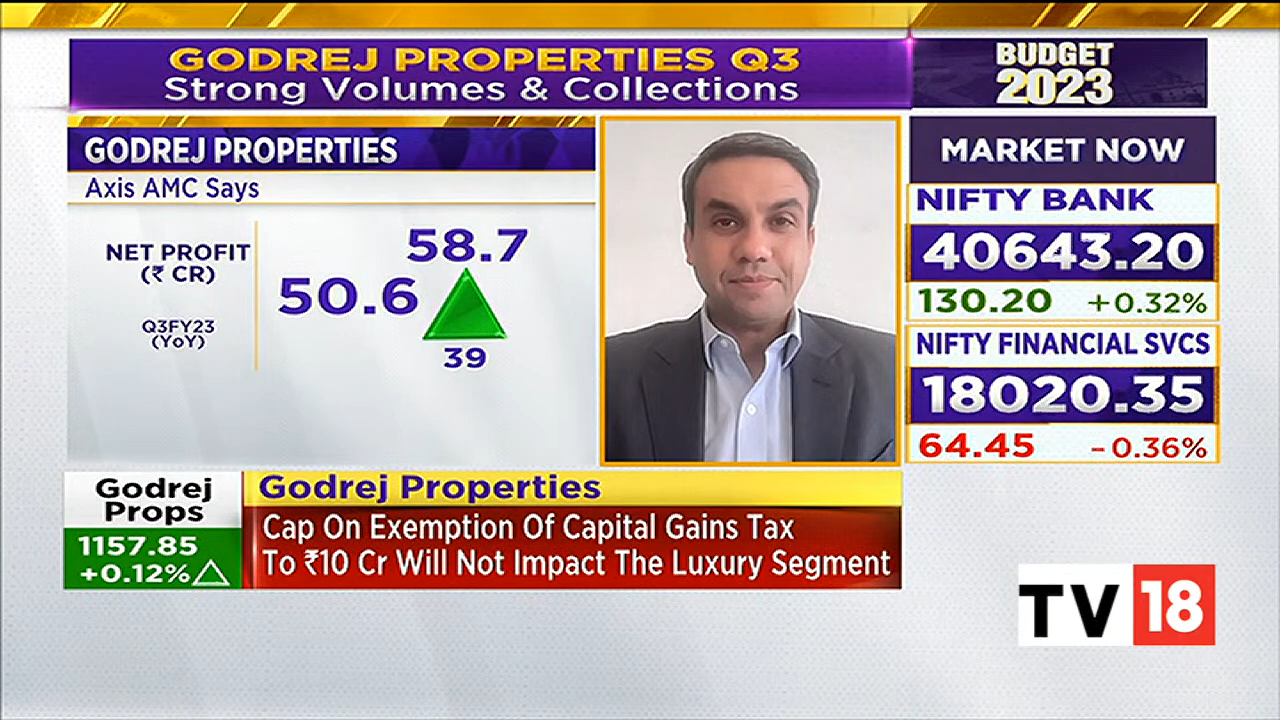 GODREJ PROPERTIES Q3
Strong Volumes & Collections
BUDGET
2023
GODREJ PROPERTIES
Axis AMC Says
NET PROFIT
(₹ CR)
Q3FY23
(YoY)
58.7
50.6
39
MARKET NOW
NIFTY BANK
40643.20
130.20 +0.32%
NIFTY FINANCIAL SVCS
18020.35
64.45 -0.36%
Godrej
Props
1157.85
+0.12%
Godrej Properties
Cap On Exemption Of Capital Gains Tax
To ₹10 Cr Will Not Impact The Luxury Segment
TV 18